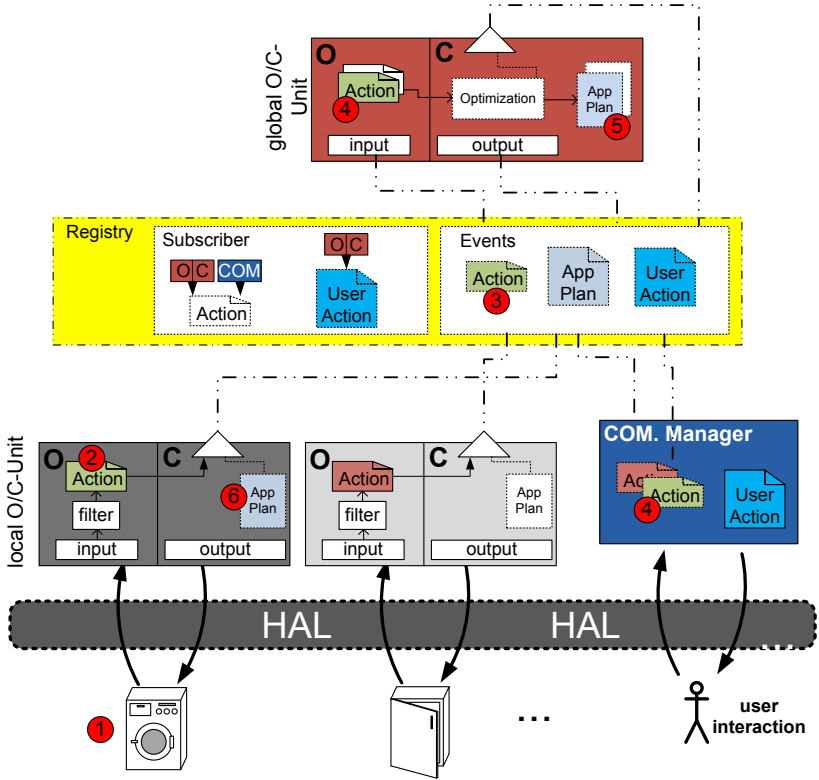 global O/C-
Unit
O
C
Action
4
Optimization
App
Plan
5
input
output
Registry
Subscriber
O C COM
Action
O C
User
Action
Events
Action
3
App
Plan
User
Action
local O/C-Unit
O
2
Action
filter
input
C
6
App
Plan
output
O
Action
filter
input
C
App
Plan
output
COM. Manager
Action
4
User
Action
HAL
HAL
...
1
...
user
interaction